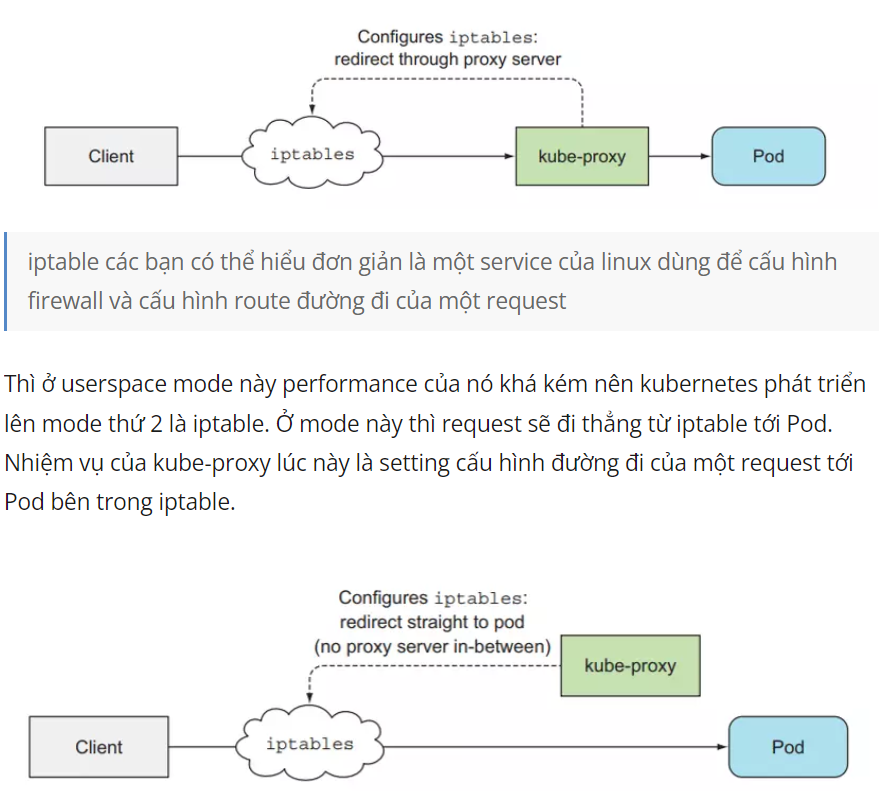 Configures iptables:
redirect through proxy server
Client
iptables
kube-proxy
Pod
iptable các bạn có thể hiểu đơn giản là một service của linux dùng để cấu hình
firewall và cấu hình route đường đi của một request
Thì ở userspace mode này performance của nó khá kém nên kubernetes phát triển
lên mode thứ 2 là iptable. Ở mode này thì request sẽ đi thẳng từ iptable tới Pod.
Nhiệm vụ của kube-proxy lúc này là setting cấu hình đường đi của một request tới
Pod bên trong iptable.
Configures iptables:
redirect straight to pod
(no proxy server in-between)
kube-proxy
Client
iptables
Pod